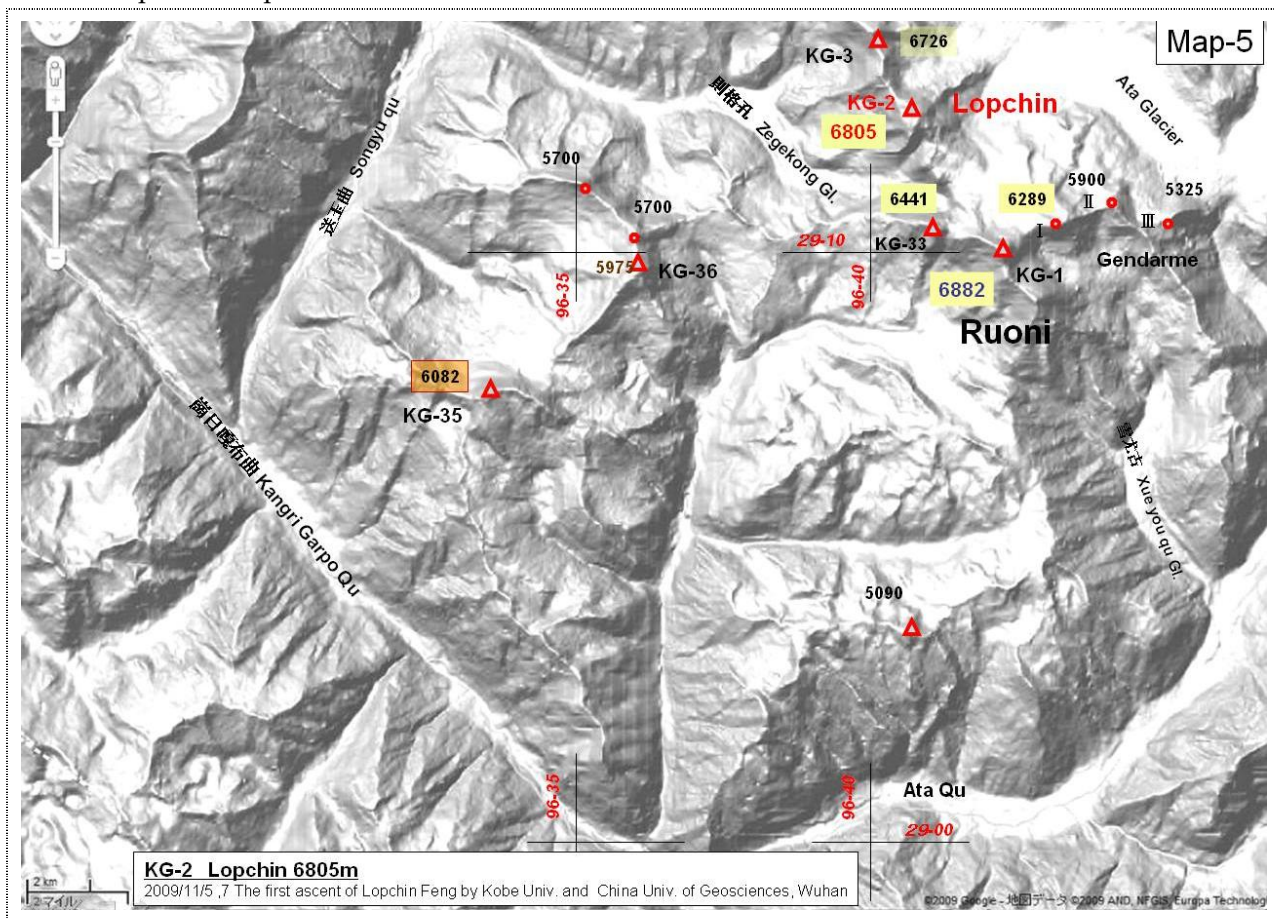 Map-5
KG-3
6726
KG-2
Lopchin
6805
Ata Glacier
則格孔 Zegekong Gl.
送玉曲 Songyu qu
5700
5700
5975
KG-36
96-35
29-10
96-40
6441
KG-33
6289
I
5900
II
5325
III
Gendarme
KG-1
6882
Ruoni
6082
KG-35
崗日嘎布曲 Kangri Garpo Qu
雪尤古 Xue you qu Gl.
5090
96-35
96-40
Ata Qu
29-00
KG-2 Lopchin 6805m
2009/11/5 ,7 The first ascent of Lopchin Feng by Kobe Univ. and China Univ. of Geosciences, Wuhan
2 km
2 マイル
©2009 Google - 地図データ ©2009 AND, NFGIS, Europa Technolog